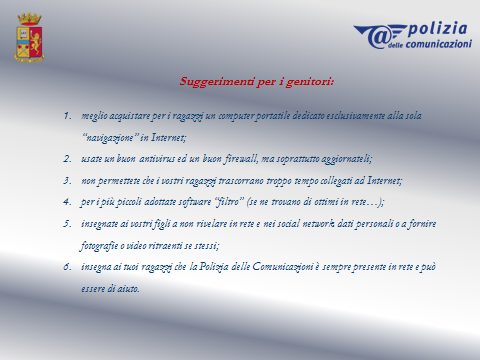 polizia
delle comunicazioni
Suggerimenti per i genitori:
1. meglio acquistare per i ragazzi un computer portatile dedicato esclusivamente alla sola
“navigazione” in Internet;
2. usate un buon antivirus ed un buon firewall, ma soprattutto aggiornateli;
3. non permettete che i vostri ragazzi trascorrano troppo tempo collegati ad Internet;
4. per i più piccoli adottate software “filtro” (se ne trovano di ottimi in rete…);
5. insegnate ai vostri figli a non rivelare in rete e nei social network dati personali o a fornire
fotografie o video ritraenti se stessi;
6. insegna ai tuoi ragazzi che la Polizia delle Comunicazioni è sempre presente in rete e può
essere di aiuto.